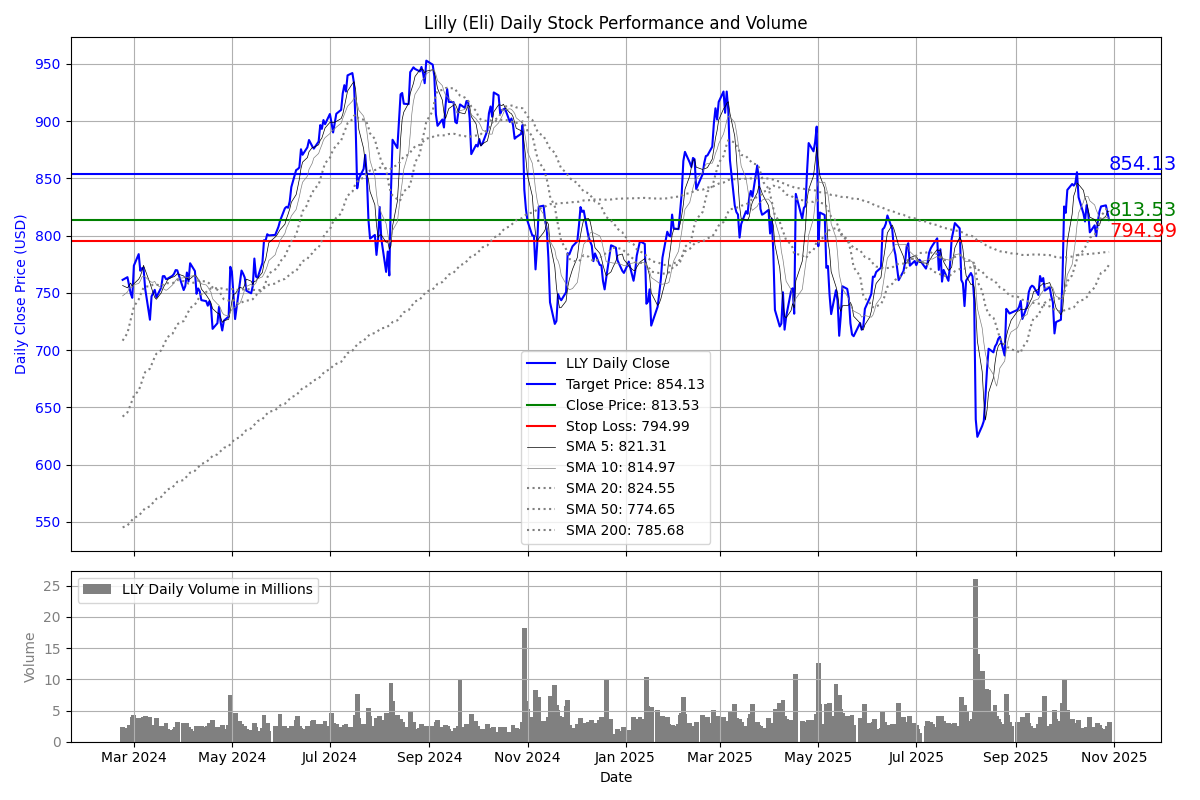 Lilly (Eli) Daily Stock Performance and Volume
Daily Close Price (USD)
950
900
850
800
750
700
650
600
550
854.13
813.53
794.99
LLY Daily Close
Target Price: 854.13
Close Price: 813.53
Stop Loss: 794.99
SMA 5: 821.31
SMA 10: 814.97
SMA 20: 824.55
SMA 50: 774.65
SMA 200: 785.68
Volume
25
20
15
10
5
0
LLY Daily Volume in Millions
Mar 2024
May 2024
Jul 2024
Sep 2024
Nov 2024
Jan 2025
Mar 2025
May 2025
Jul 2025
Sep 2025
Nov 2025
Date